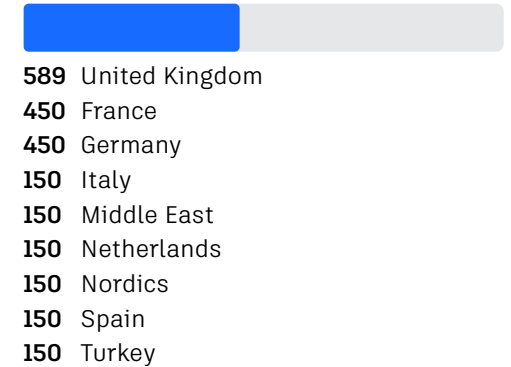 589 United Kingdom
450 France
450 Germany
150 Italy
150 Middle East
150 Netherlands
150 Nordics
150 Spain
150 Turkey